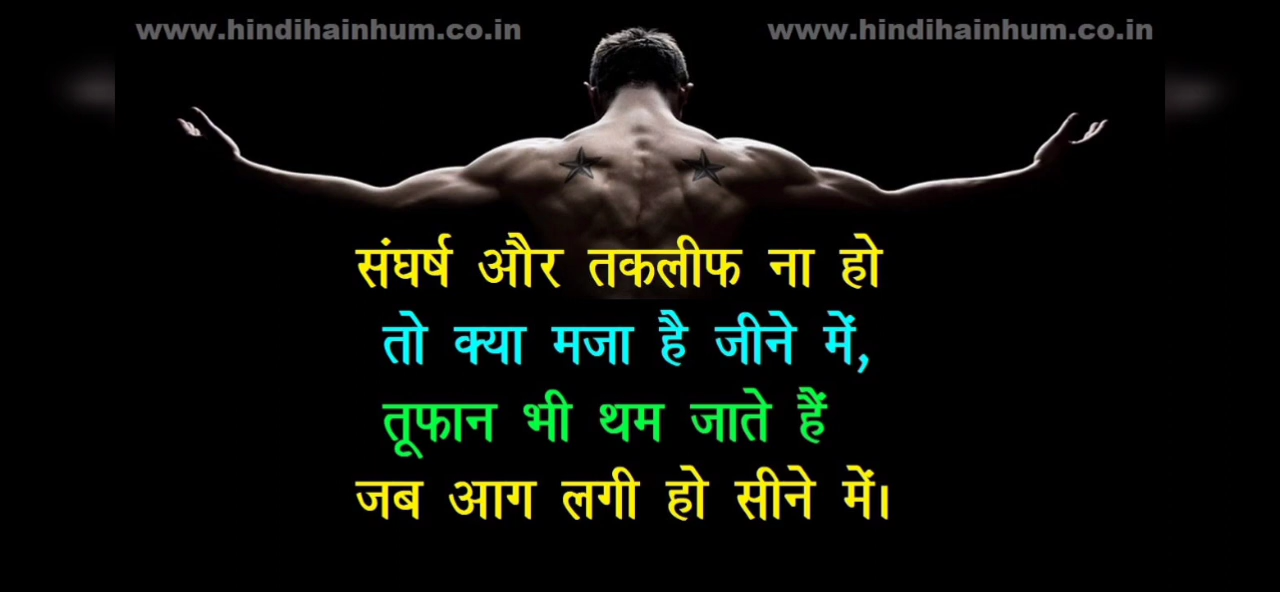 www.hindihainhum.co.in www.hindihainhum.co.in
संघर्ष और तकलीफ ना हो
तो क्या मजा है जीने में,
तूफान भी थम जाते हैं
जब आग लगी हो सीने में।